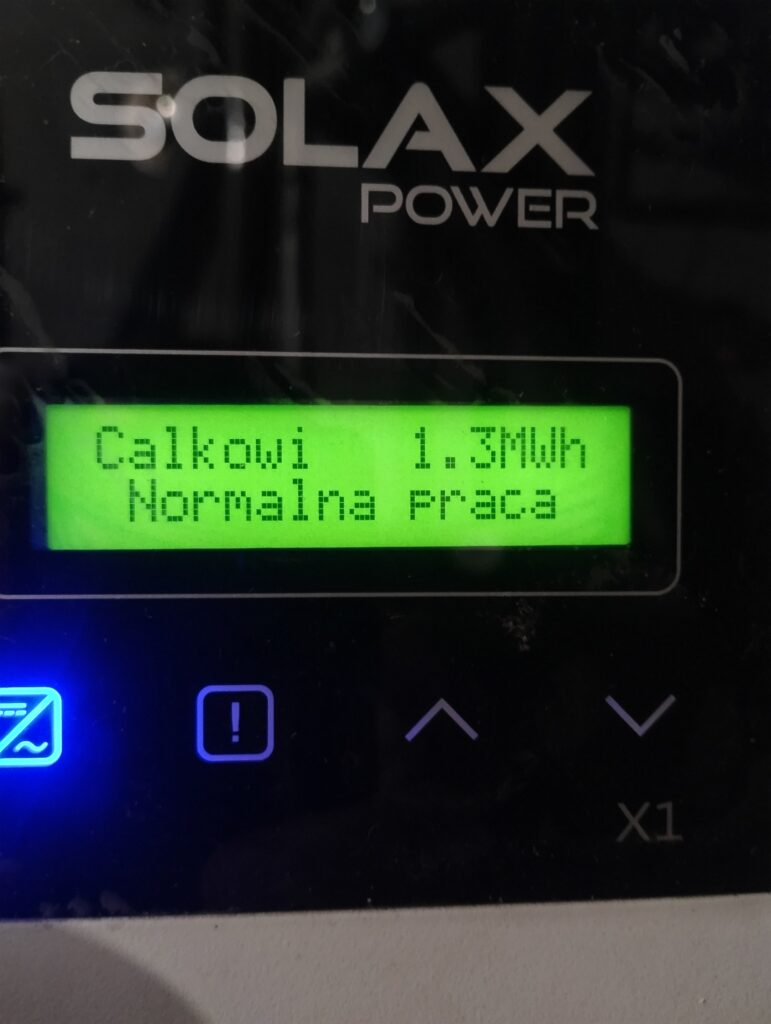 SOLAX
POWER
Calkowi 1.3MWh
Normalna praca
!
X1